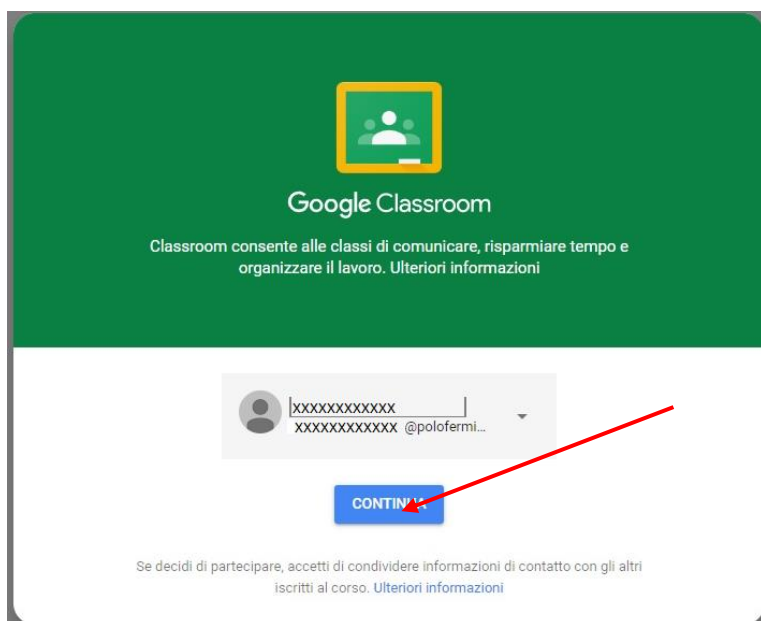 Google Classroom
Classroom consente alle classi di comunicare, risparmiare tempo e
organizzare il lavoro. Ulteriori informazioni
XXXXXXXXXXXX
XXXXXXXXXXXX @polofermi...
CONTINUA
Se decidi di partecipare, accetti di condividere informazioni di contatto con gli altri
iscritti al corso. Ulteriori informazioni